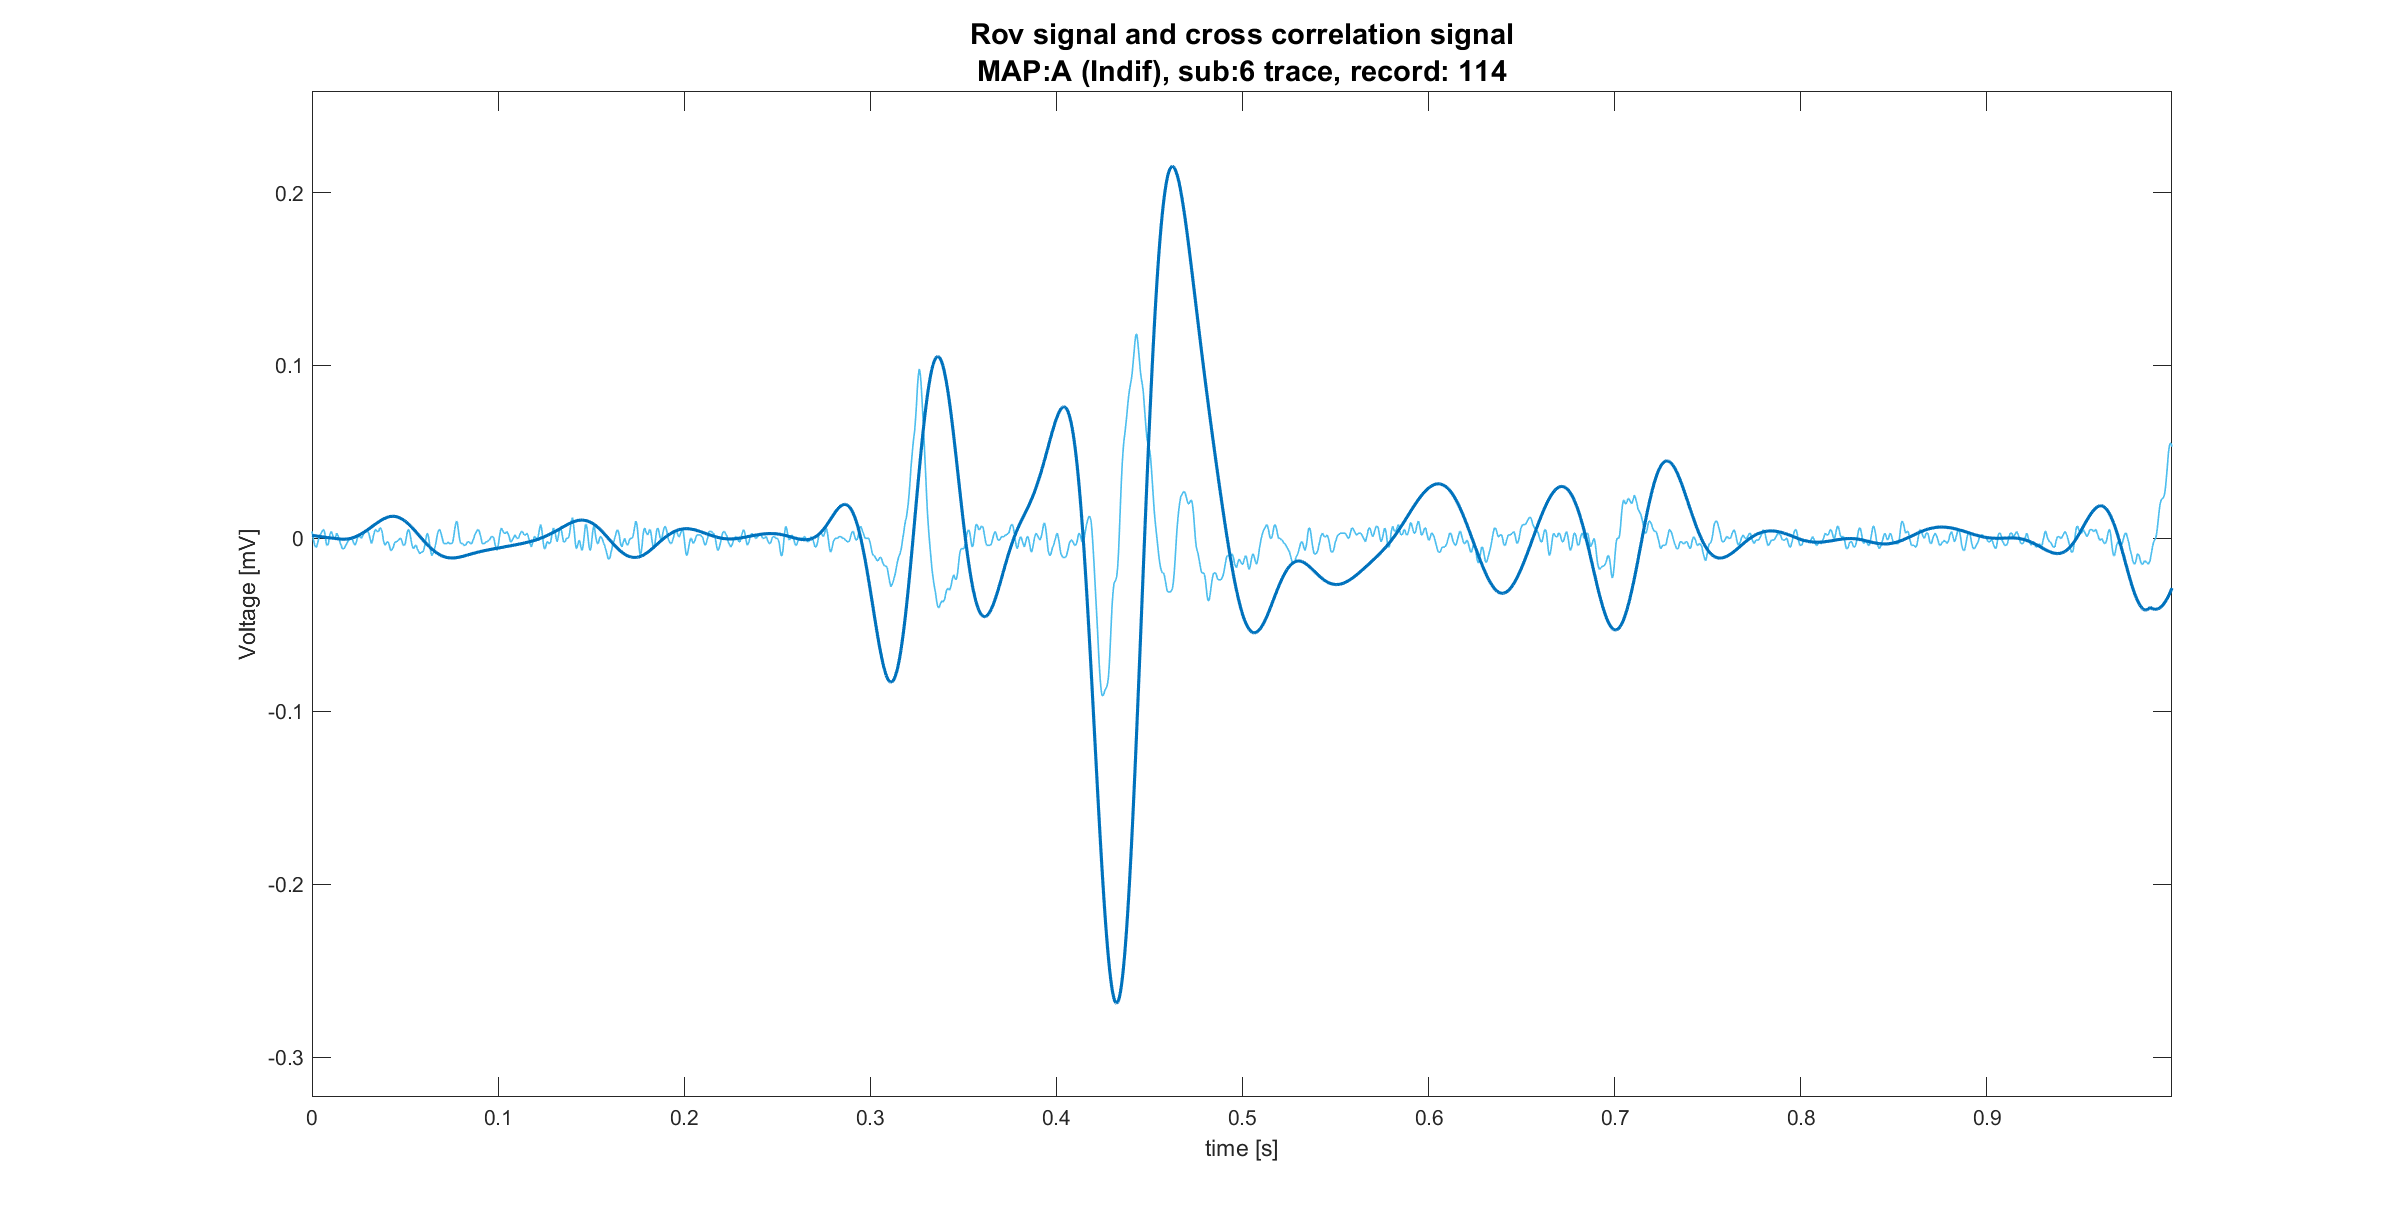 Rov signal and cross correlation signal
MAP:A (Indif), sub:6 trace, record: 114
0.2
0.1
0
-0.1
-0.2
-0.3
Voltage [mV]
0 0.1 0.2 0.3 0.4 0.5 0.6 0.7 0.8 0.9
time [s]